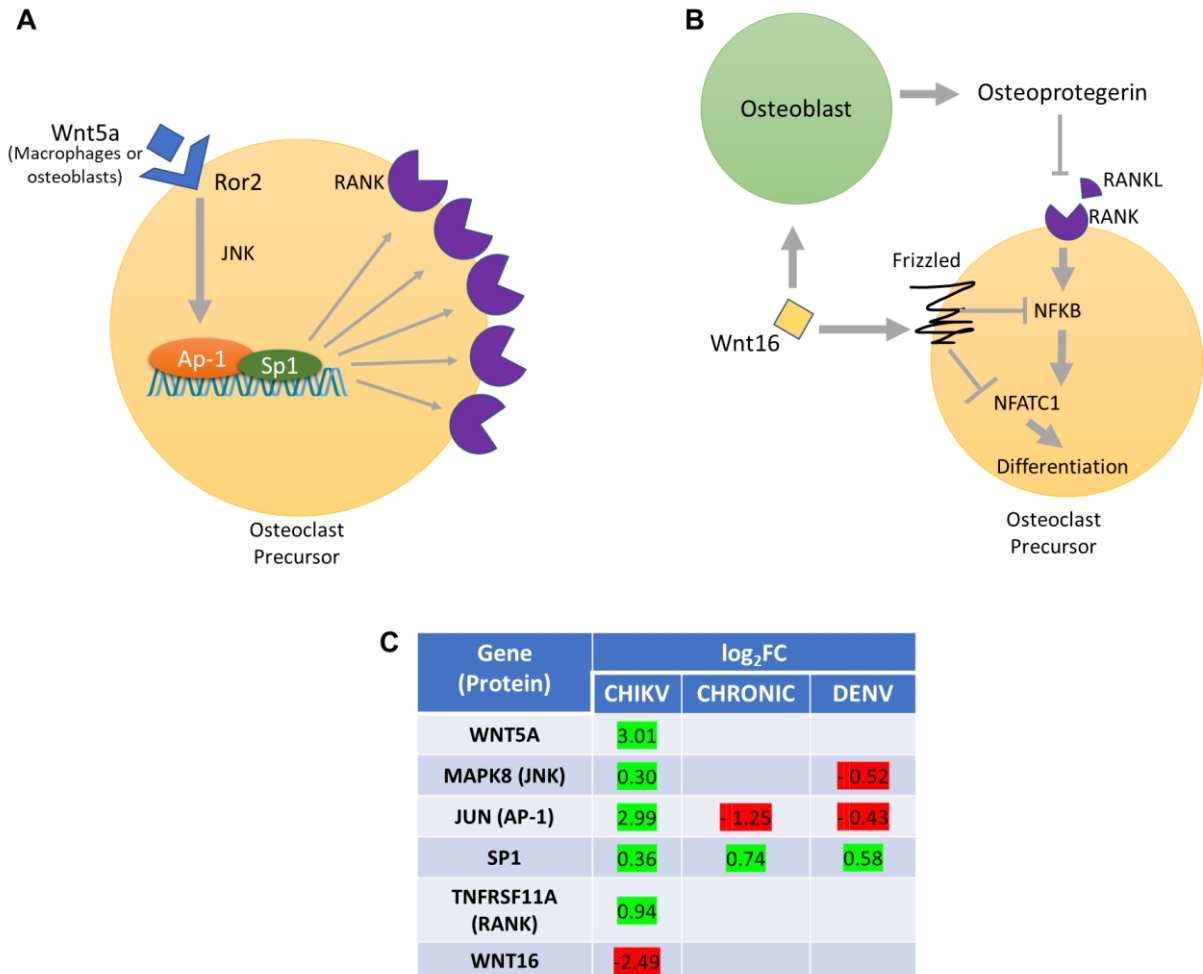 A
Wnt5a
(Macrophages or
osteoblasts)
Ror2
JNK
RANK
Ap-1
Sp1
Osteoclast
Precursor
B
Osteoblast
Osteoprotegerin
RANKL
RANK
Frizzled
Wnt16
NFKB
NFATC1
Differentiation
Osteoclast
Precursor
C
Gene
(Protein)
log₂FC
CHIKV CHRONIC DENV
WNT5A 3.01
MAPK8 (JNK) 0.30 - 0.52
JUN (AP-1) 2.99 - 1.25 - 0.43
SP1 0.36 0.74 0.58
TNFRSF11A
(RANK) 0.94
WNT16 -2.49